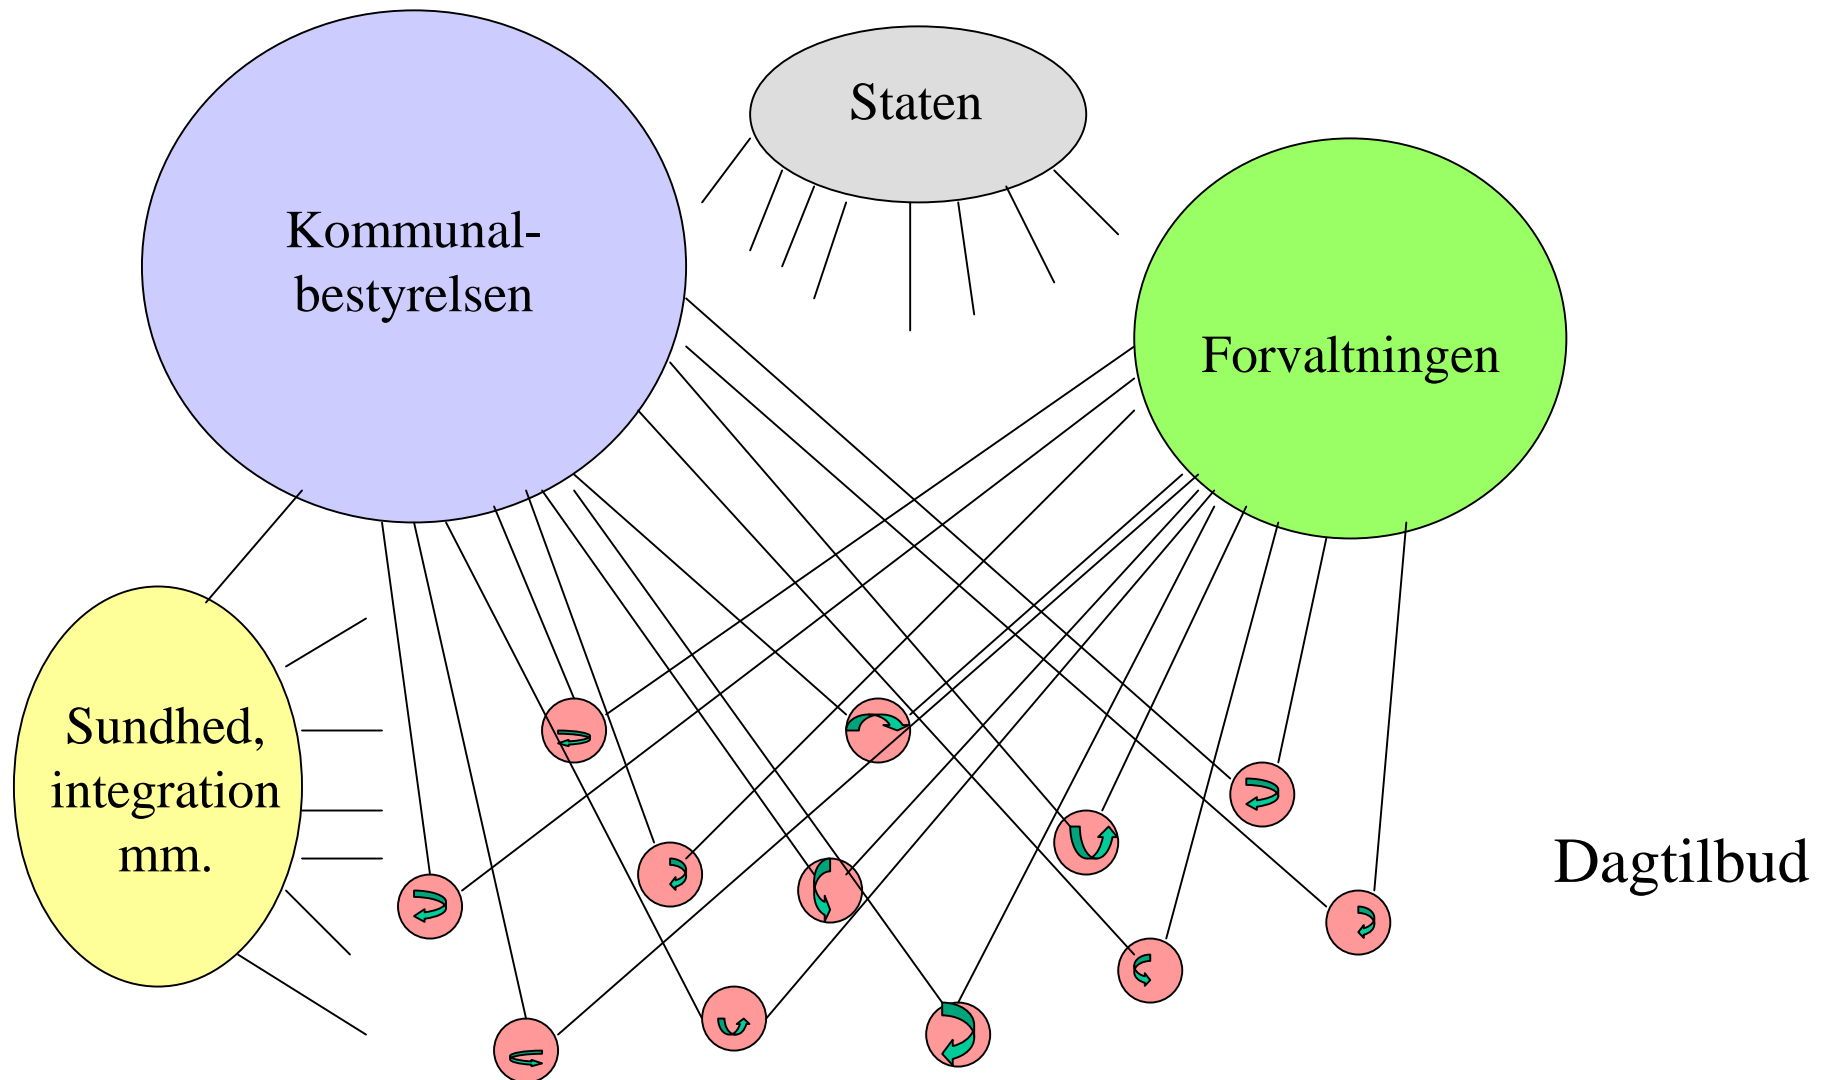 Staten
Kommunal-
bestyrelsen
Forvaltningen
Sundhed,
integration
mm.
Dagtilbud